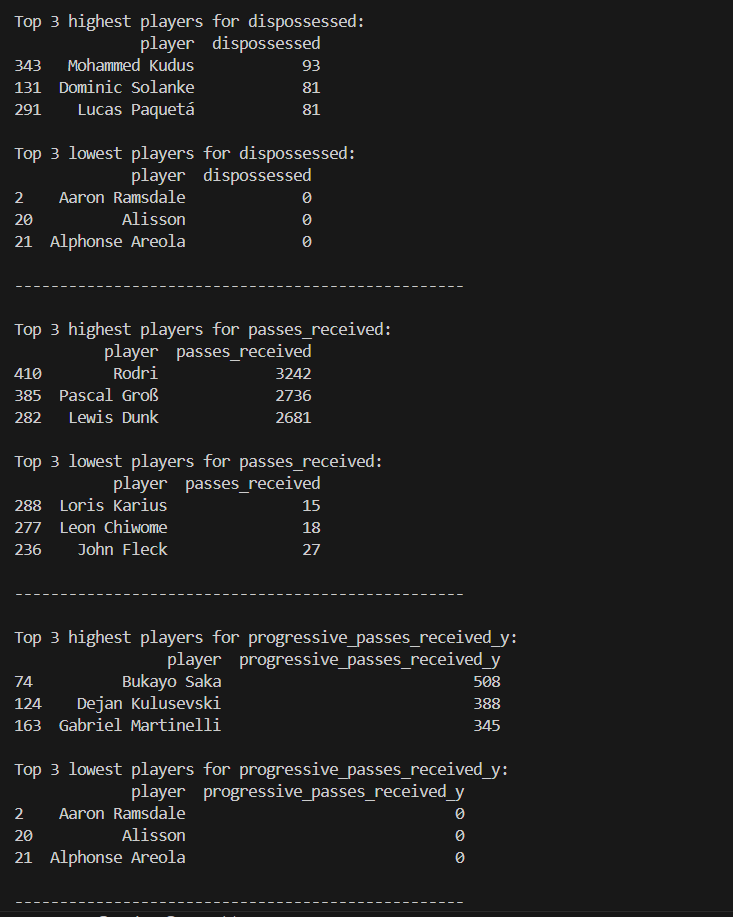 Top 3 highest players for dispossessed:
player dispossessed
343 Mohammed Kudus 93
131 Dominic Solanke 81
291 Lucas Paquetá 81
Top 3 lowest players for dispossessed:
player dispossessed
2 Aaron Ramsdale 0
20 Alisson 0
21 Alphonse Areola 0
--------------------------------------------------
Top 3 highest players for passes_received:
player passes_received
410 Rodri 3242
385 Pascal Groß 2736
282 Lewis Dunk 2681
Top 3 lowest players for passes_received:
player passes_received
288 Loris Karius 15
277 Leon Chiwome 18
236 John Fleck 27
--------------------------------------------------
Top 3 highest players for progressive_passes_received_y:
player progressive_passes_received_y
74 Bukayo Saka 508
124 Dejan Kulusevski 388
163 Gabriel Martinelli 345
Top 3 lowest players for progressive_passes_received_y:
player progressive_passes_received_y
2 Aaron Ramsdale 0
20 Alisson 0
21 Alphonse Areola 0
--------------------------------------------------